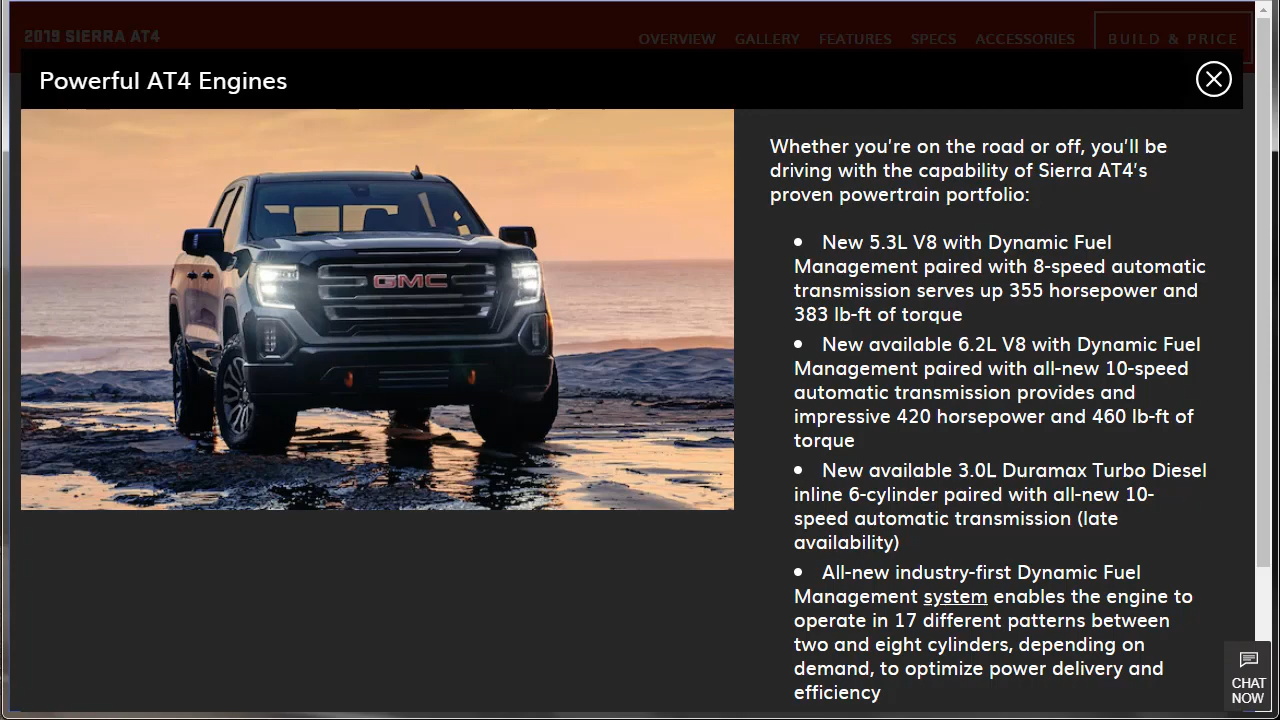 2019 SIERRA AT4
OVERVIEW GALLERY FEATURES SPECS ACCESSORIES BUILD & PRICE
Powerful AT4 Engines
GMC
Whether you're on the road or off, you'll be
driving with the capability of Sierra AT4's
proven powertrain portfolio:
• New 5.3L V8 with Dynamic Fuel
Management paired with 8-speed automatic
transmission serves up 355 horsepower and
383 lb-ft of torque
• New available 6.2L V8 with Dynamic Fuel
Management paired with all-new 10-speed
automatic transmission provides and
impressive 420 horsepower and 460 lb-ft of
torque
• New available 3.0L Duramax Turbo Diesel
inline 6-cylinder paired with all-new 10-
speed automatic transmission (late
availability)
• All-new industry-first Dynamic Fuel
Management system enables the engine to
operate in 17 different patterns between
two and eight cylinders, depending on
demand, to optimize power delivery and
efficiency
CHAT
NOW